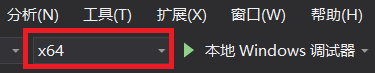 分析(N) 工具(T) 扩展(X) 窗口(W) 帮助(H)
x64 本地 Windows 调试器